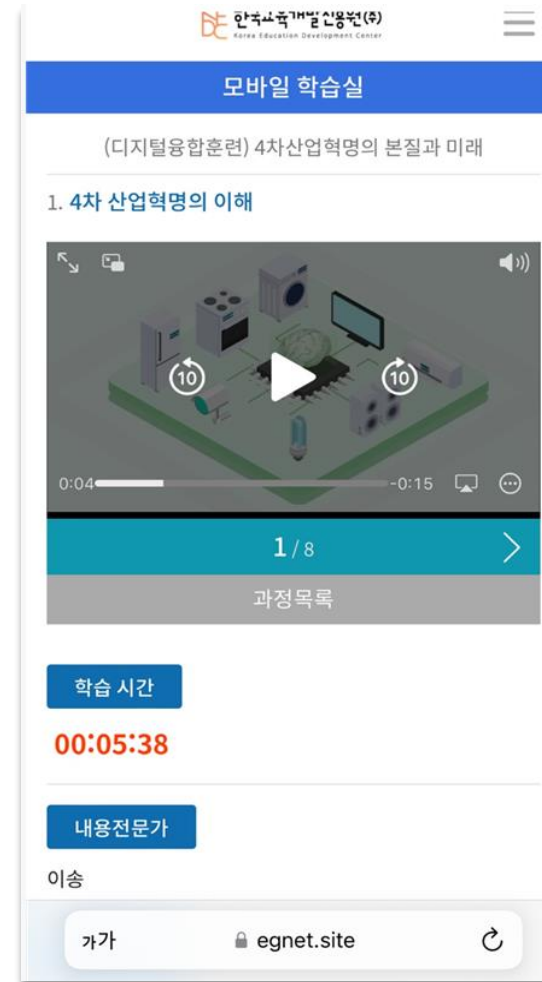 한국교육개발진흥원(주)
Korea Education Development Center
모바일 학습실
(디지털융합훈련) 4차산업혁명의 본질과 미래
1. 4차 산업혁명의 이해
10 10
0:04 -0:15
1 / 8
과정목록
학습 시간
00:05:38
내용전문가
이송
가가 egnet.site